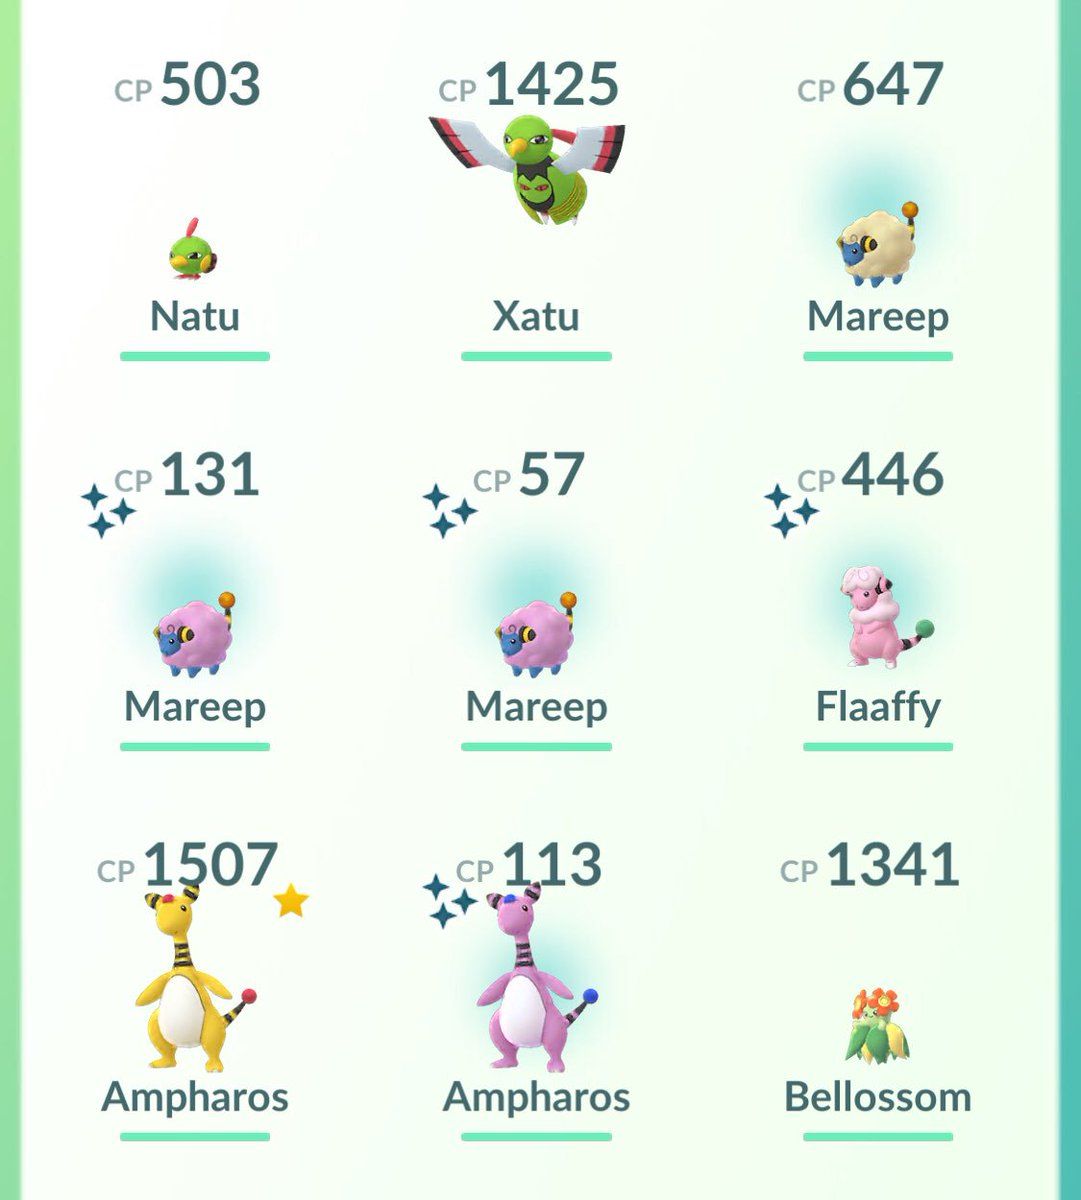 CP 503 CP 1425 CP 647
Natu Xatu Mareep
CP 131 CP 57 CP 446
Mareep Mareep Flaaffy
CP 1507 CP 113 CP 1341
Ampharos Ampharos Bellossom